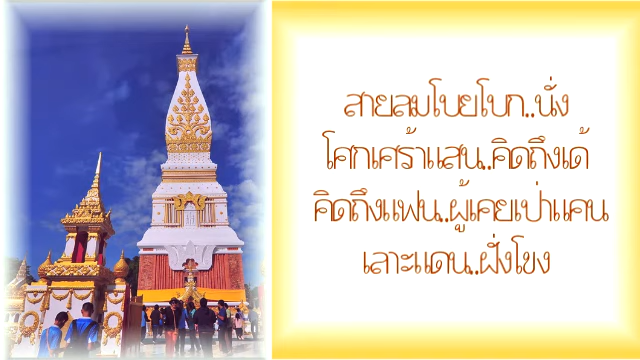 สายลมโบยโบก..นั่ง
โศกเศร้าแสน..คิดถึงเด้
คิดถึงแฟน..ผู้เคยเป่าแคน
เลาะแดน..ฝั่งโขง